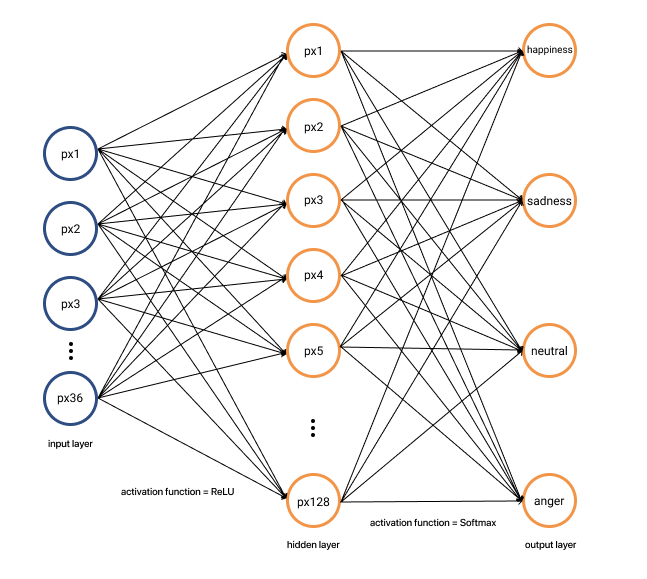 px1
px2
px3
px36
input layer
activation function = ReLU
px1
px2
px3
px4
px5
px128
hidden layer
activation function = Softmax
happiness
sadness
neutral
anger
output layer